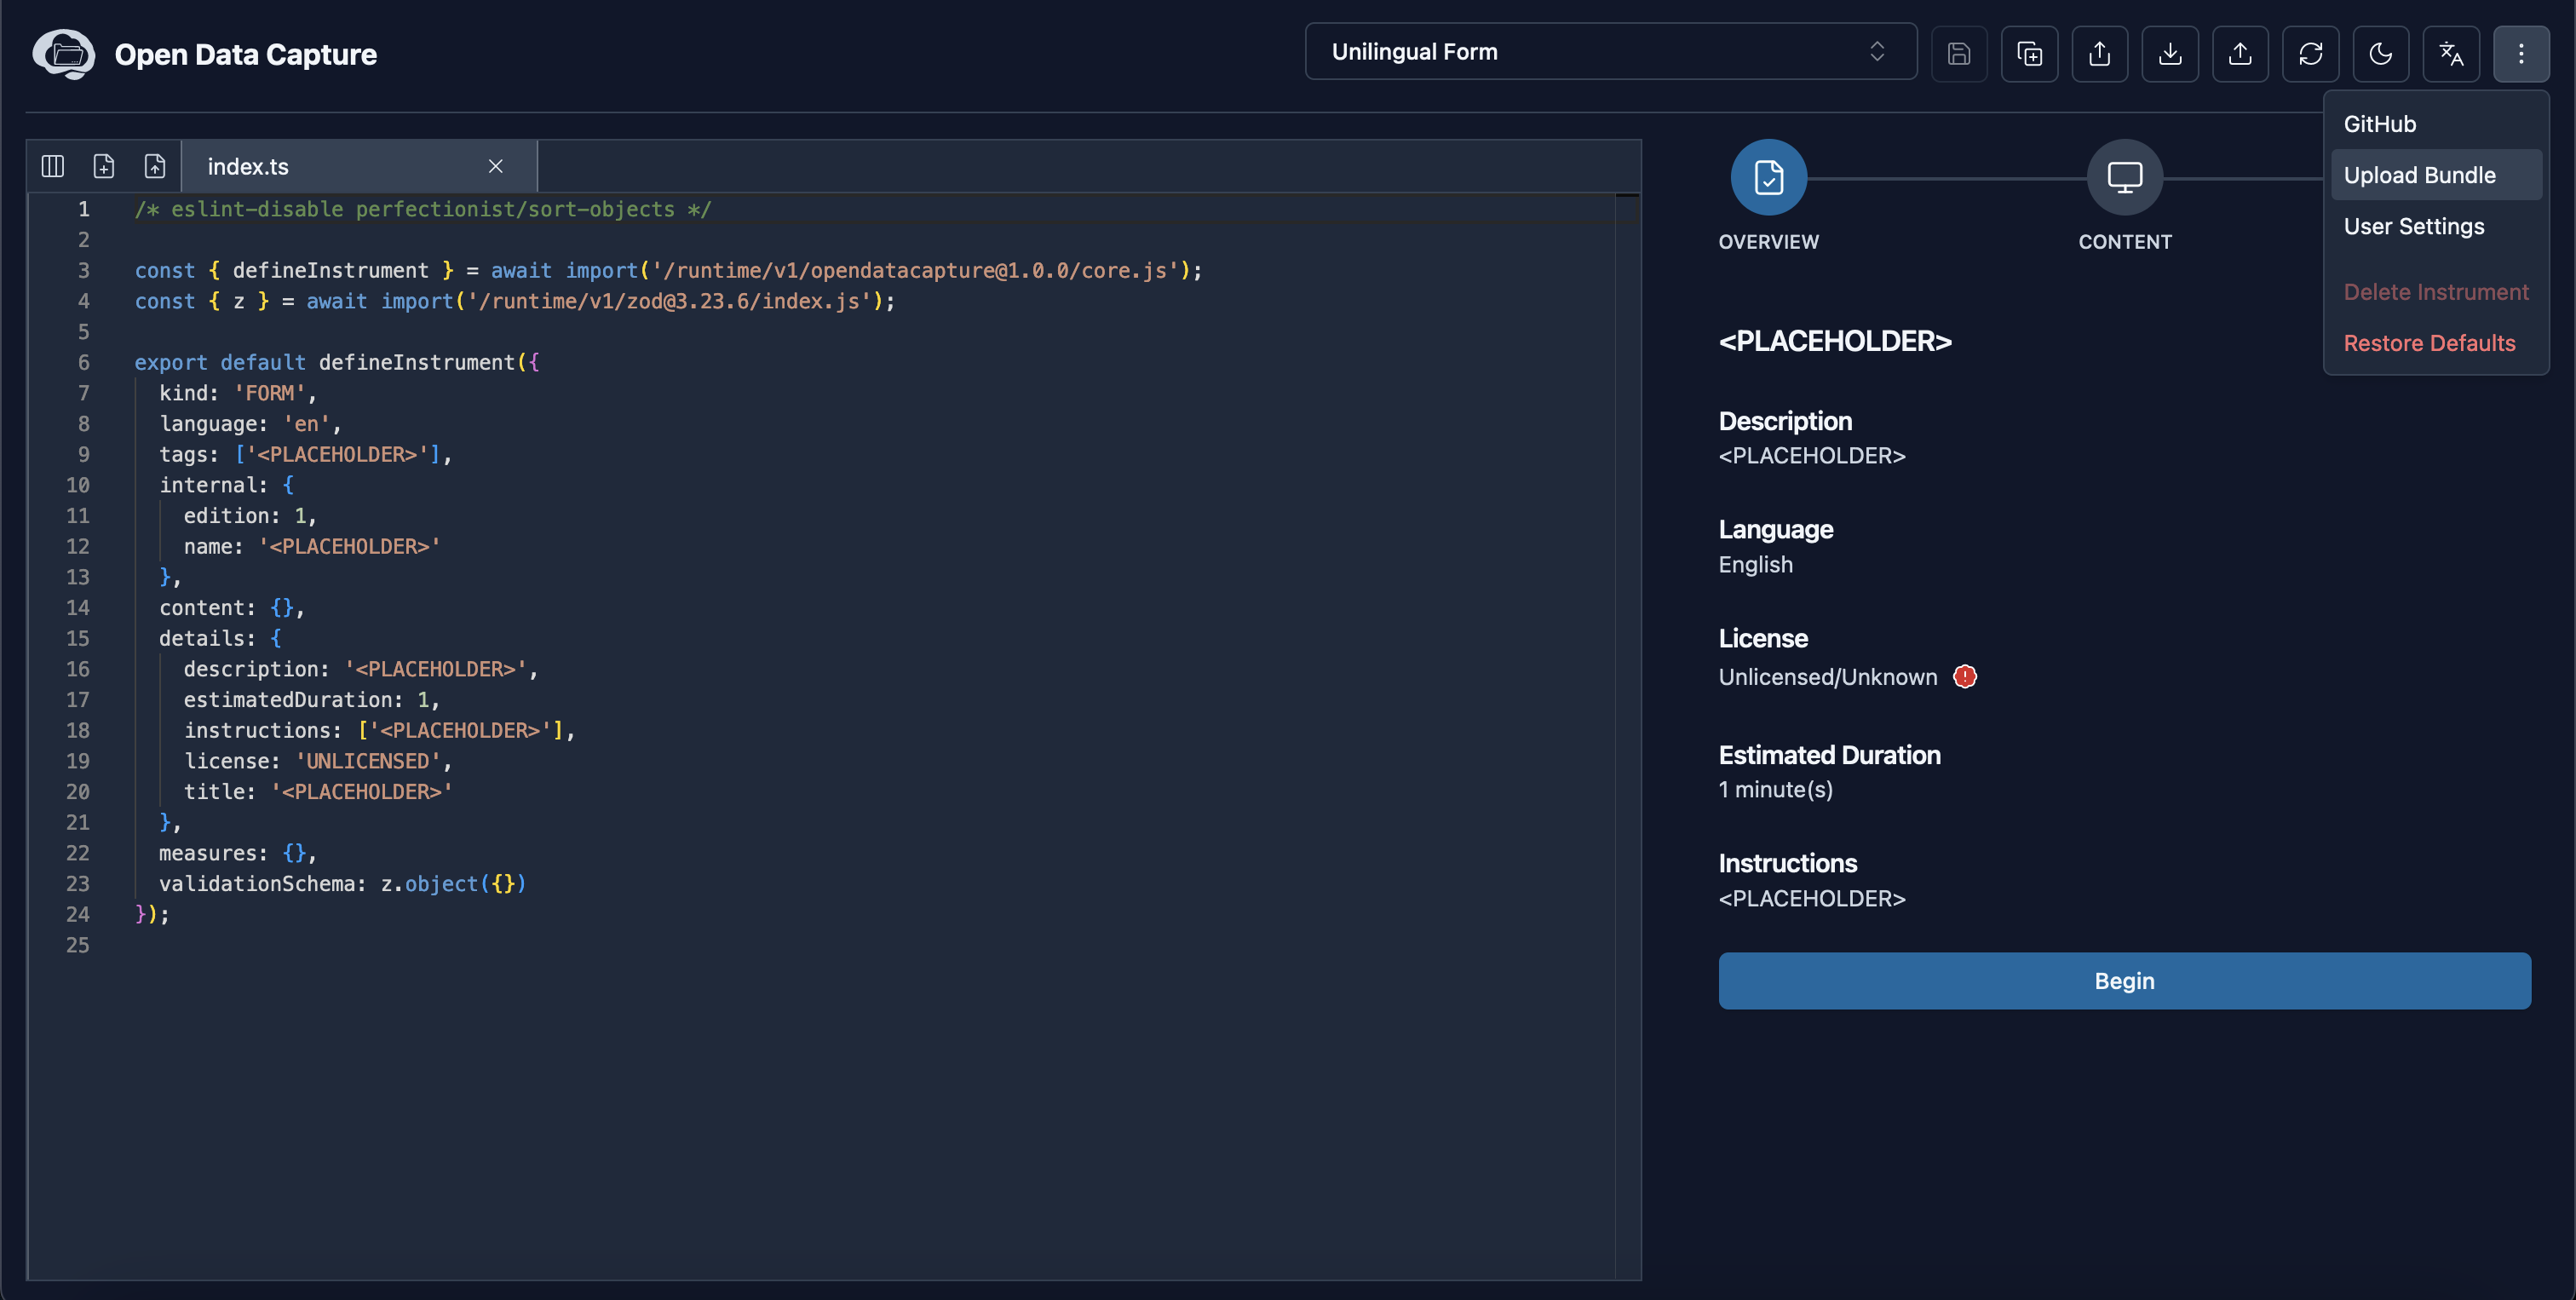 Open Data Capture
Unilingual Form
GitHub
Upload Bundle
User Settings
Delete Instrument
Restore Defaults
index.ts
1 /* eslint-disable perfectionist/sort-objects */
2
3 const { defineInstrument } = await import('/runtime/v1/opendatacapture@1.0.0/core.js');
4 const { z } = await import('/runtime/v1/zod@3.23.6/index.js');
5
6 export default defineInstrument({
7   kind: 'FORM',
8   language: 'en',
9   tags: ['<PLACEHOLDER>'],
10   internal: {
11     edition: 1,
12     name: '<PLACEHOLDER>'
13   },
14   content: {},
15   details: {
16     description: '<PLACEHOLDER>',
17     estimatedDuration: 1,
18     instructions: ['<PLACEHOLDER>'],
19     license: 'UNLICENSED',
20     title: '<PLACEHOLDER>'
21   },
22   measures: {},
23   validationSchema: z.object({})
24 });
25
OVERVIEW
CONTENT
<PLACEHOLDER>
Description
<PLACEHOLDER>
Language
English
License
Unlicensed/Unknown
Estimated Duration
1 minute(s)
Instructions
<PLACEHOLDER>
Begin